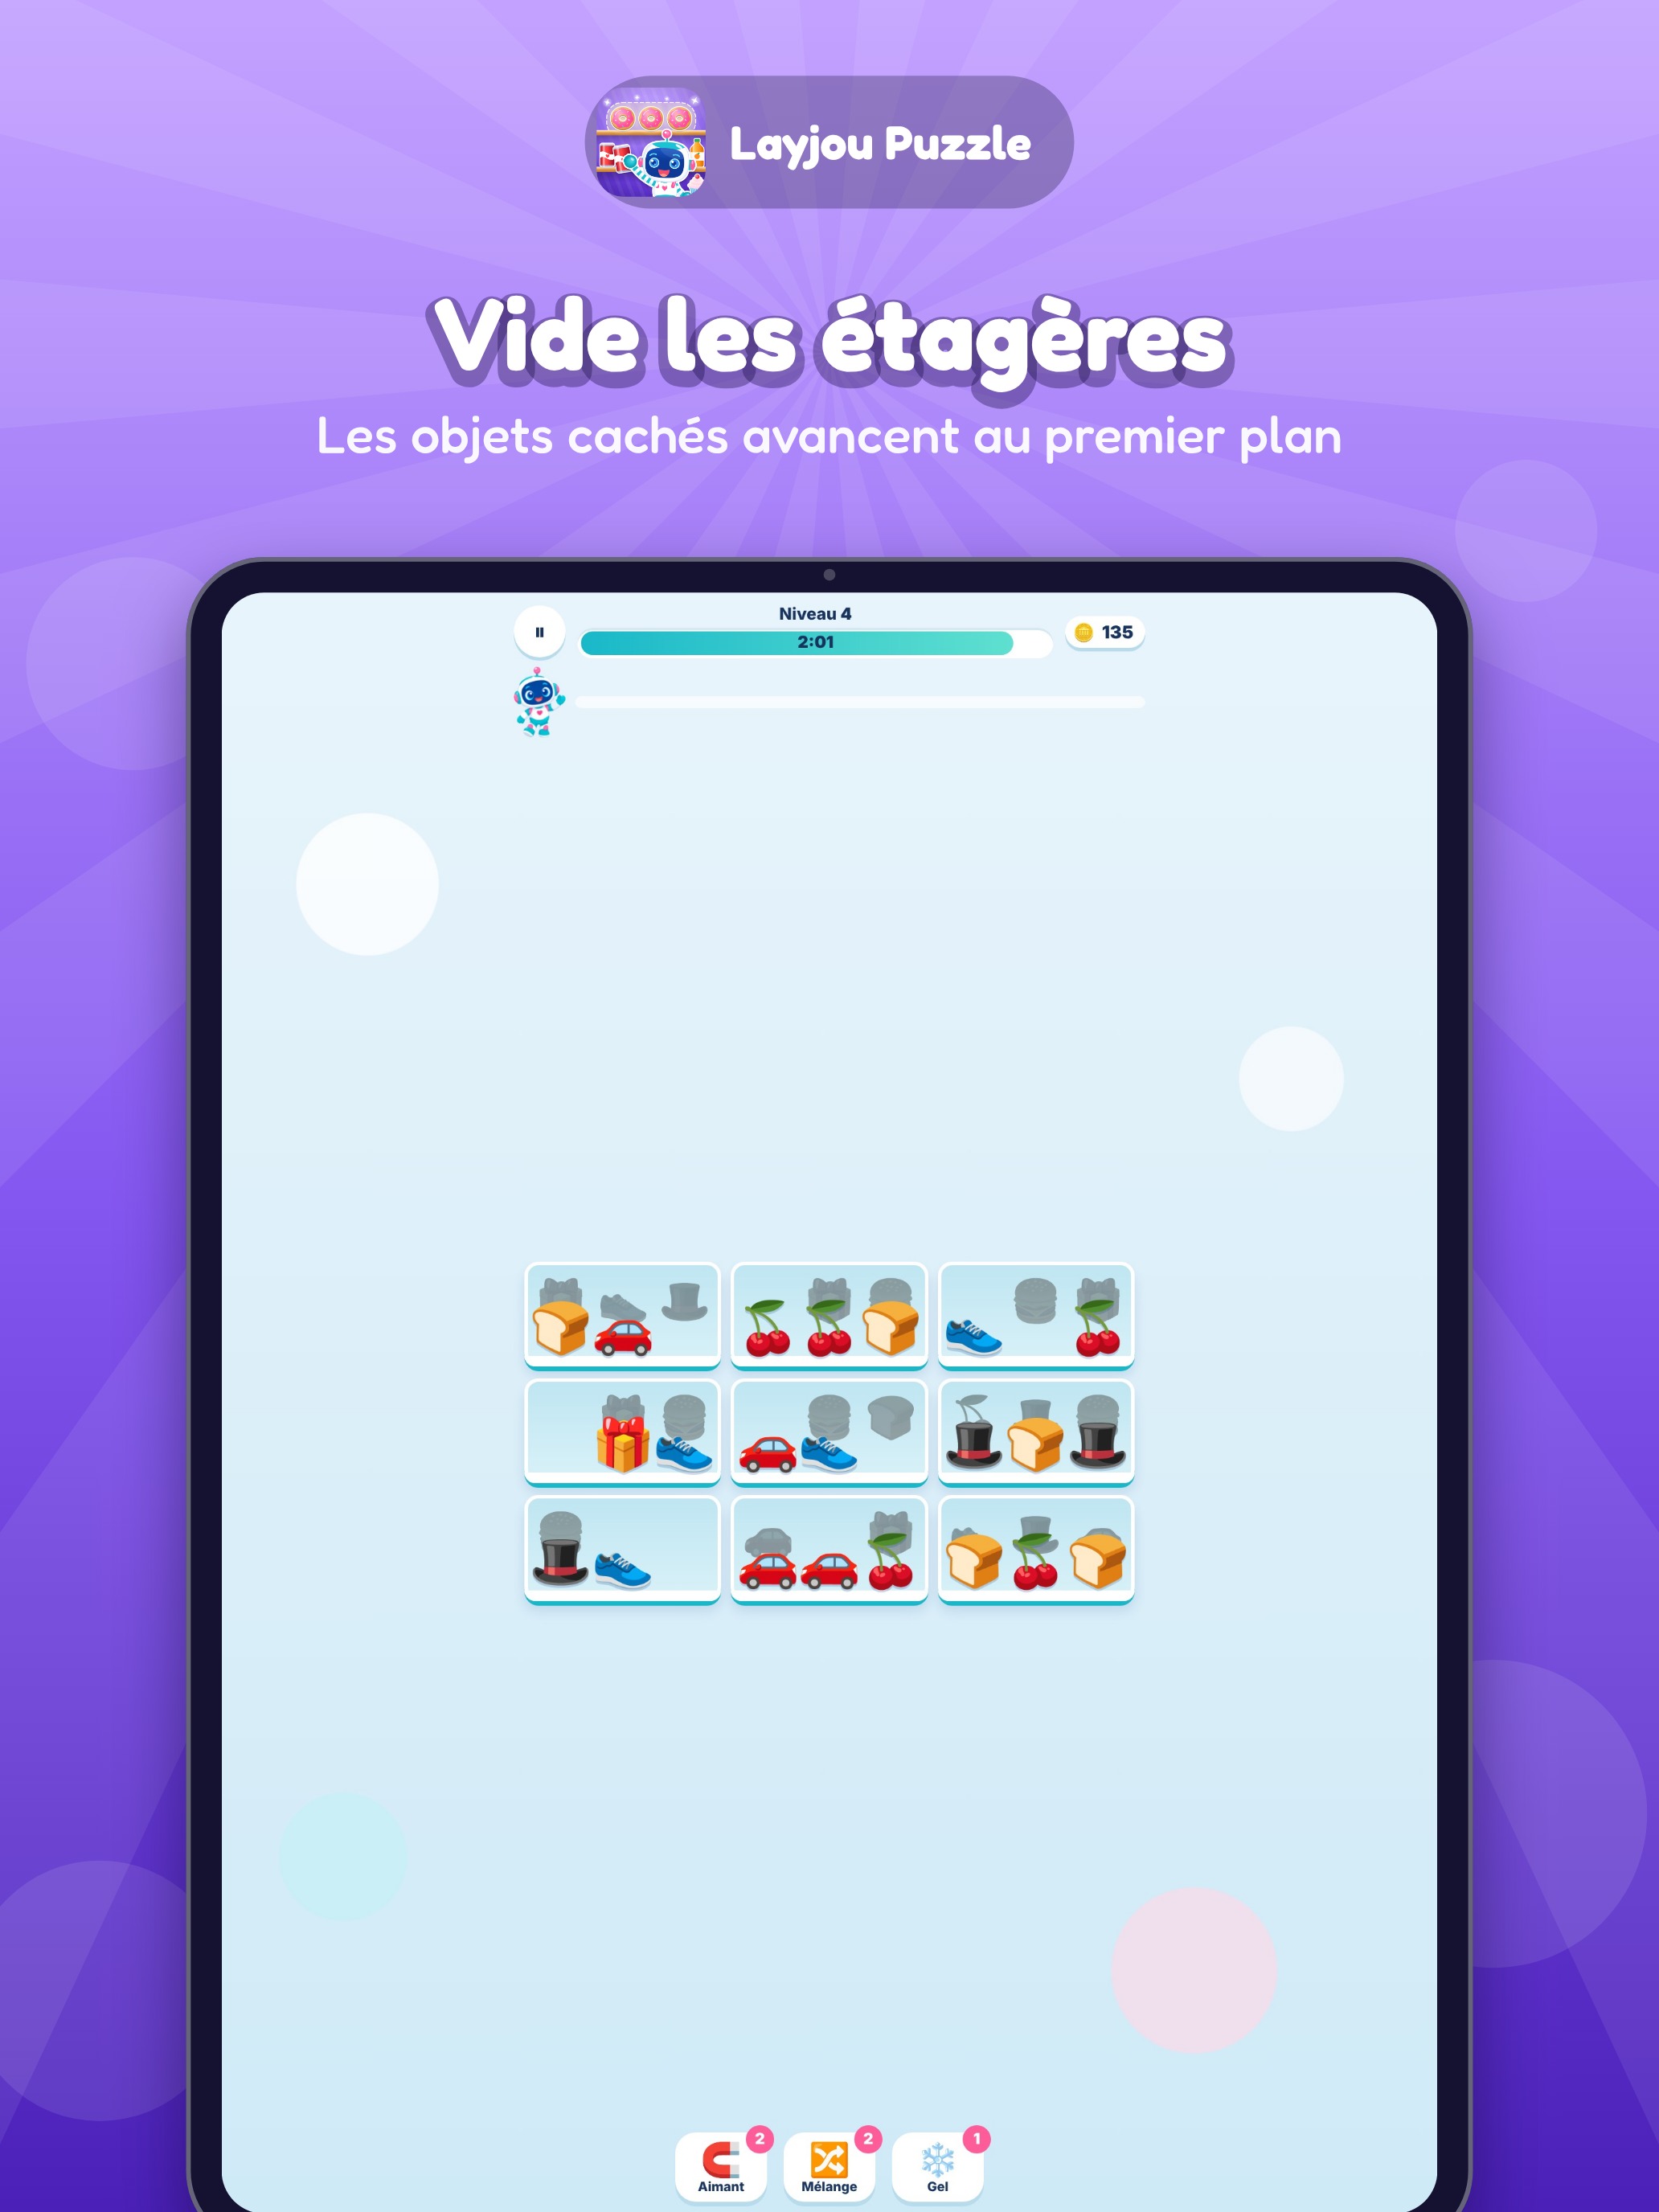 Layjou Puzzle
Vide les étagères
Les objets cachés avancent au premier plan
Niveau 4
2:01
135
2
2
1
Aimant
Mélange
Gel